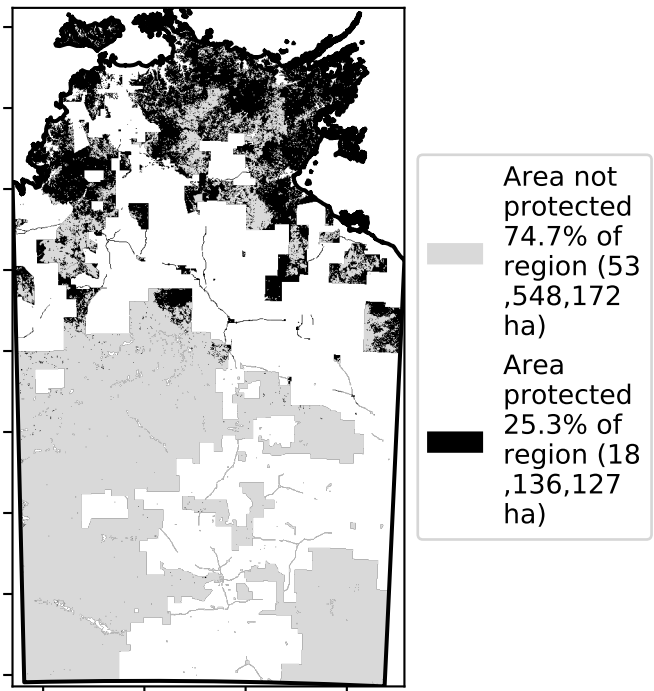 Area not
protected
74.7% of
region (53
,548,172
ha)
Area
protected
25.3% of
region (18
,136,127
ha)